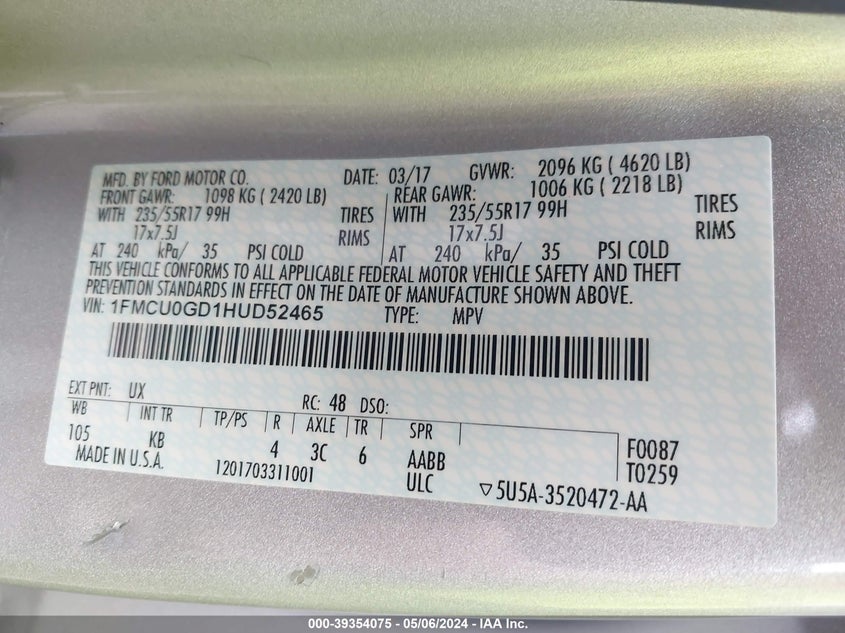 MFD. BY FORD MOTOR CO. DATE: 03/17 GVWR: 2096 KG ( 4620 LB)
FRONT GAWR: 1098 KG ( 2420 LB) REAR GAWR: 1006 KG ( 2218 LB)
WITH 235/55R17 99H TIRES WITH 235/55R17 99H TIRES
17x7.5J RIMS 17x7.5J RIMS
AT 240 kPa/ 35 PSI COLD AT 240 kPa/ 35 PSI COLD
THIS VEHICLE CONFORMS TO ALL APPLICABLE FEDERAL MOTOR VEHICLE SAFETY AND THEFT
PREVENTION STANDARDS IN EFFECT ON THE DATE OF MANUFACTURE SHOWN ABOVE.
VIN: 1FMCU0GD1HUD52465 TYPE: MPV
EXT PNT: UX RC: 48 DSO:
WB INT TR TP/PS R AXLE TR SPR
105 KB 4 3C 6 AABB F0087
MADE IN U.S.A. 1201703311001 ULC T0259
▽5U5A-3520472-AA
000-39354075 - 05/06/2024 - IAA Inc.